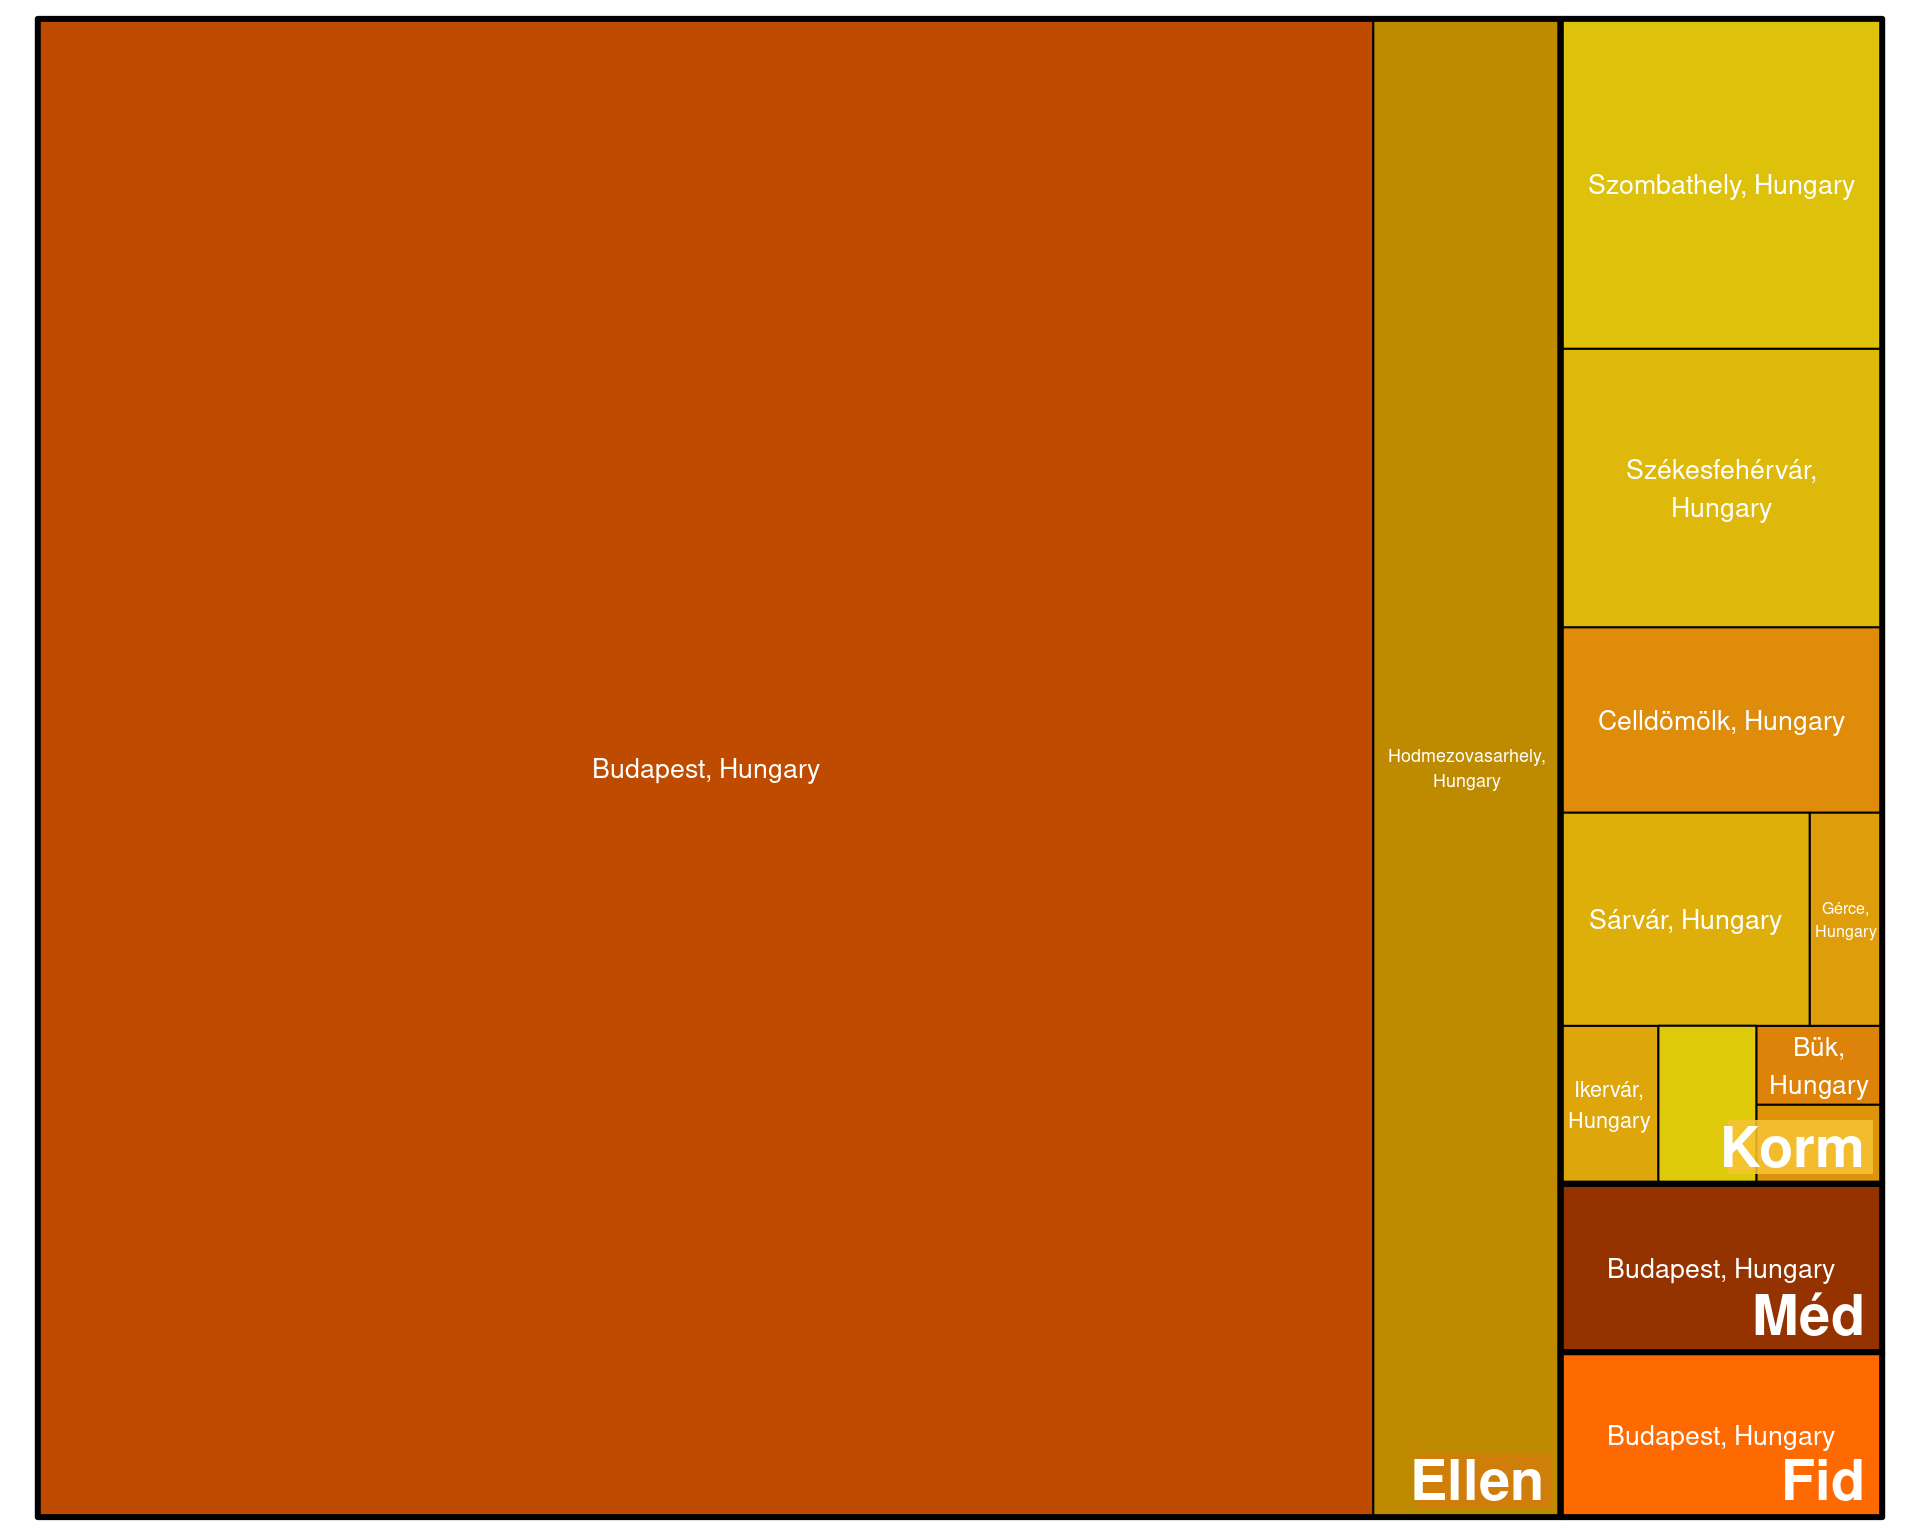 Budapest, Hungary
Hodmezovasarhely,
Hungary
Ellen
Szombathely, Hungary
Székesfehérvár,
Hungary
Celldömölk, Hungary
Sárvár, Hungary
Gérce,
Hungary
Ikervár,
Hungary
Bük,
Hungary
Korm
Budapest, Hungary
Méd
Budapest, Hungary
Fid